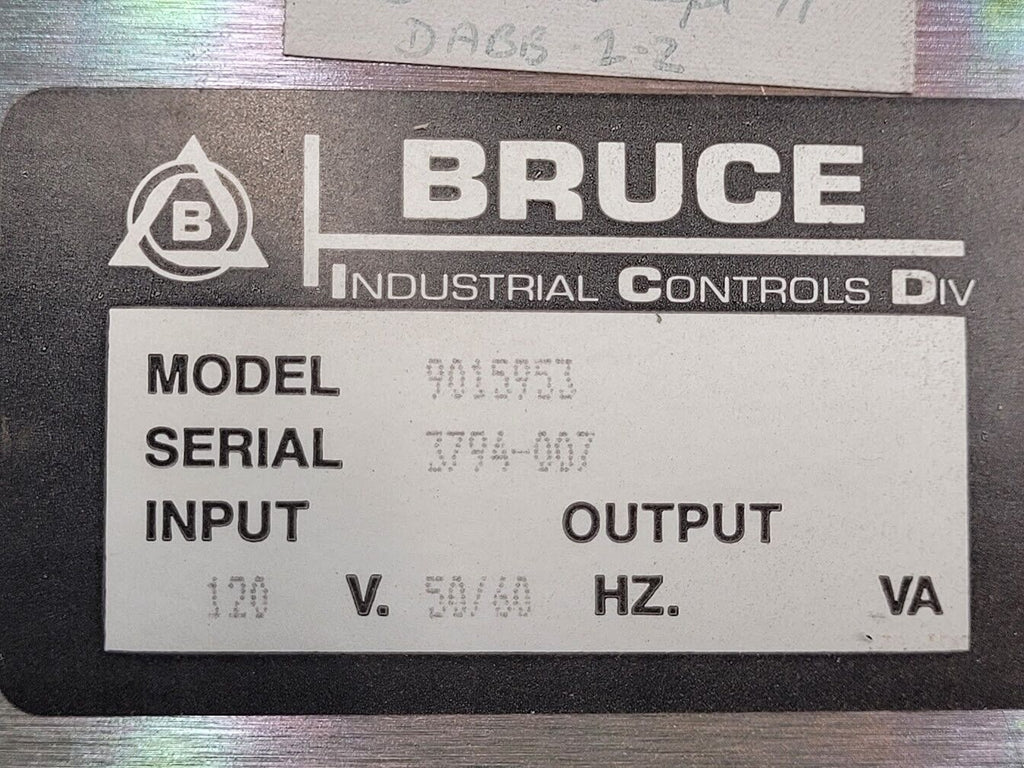 DABB-1-2
B
BRUCE
INDUSTRIAL CONTROLS DIV
MODEL 9015953
SERIAL 3794-007
INPUT OUTPUT
120 V. 50/60 HZ. VA